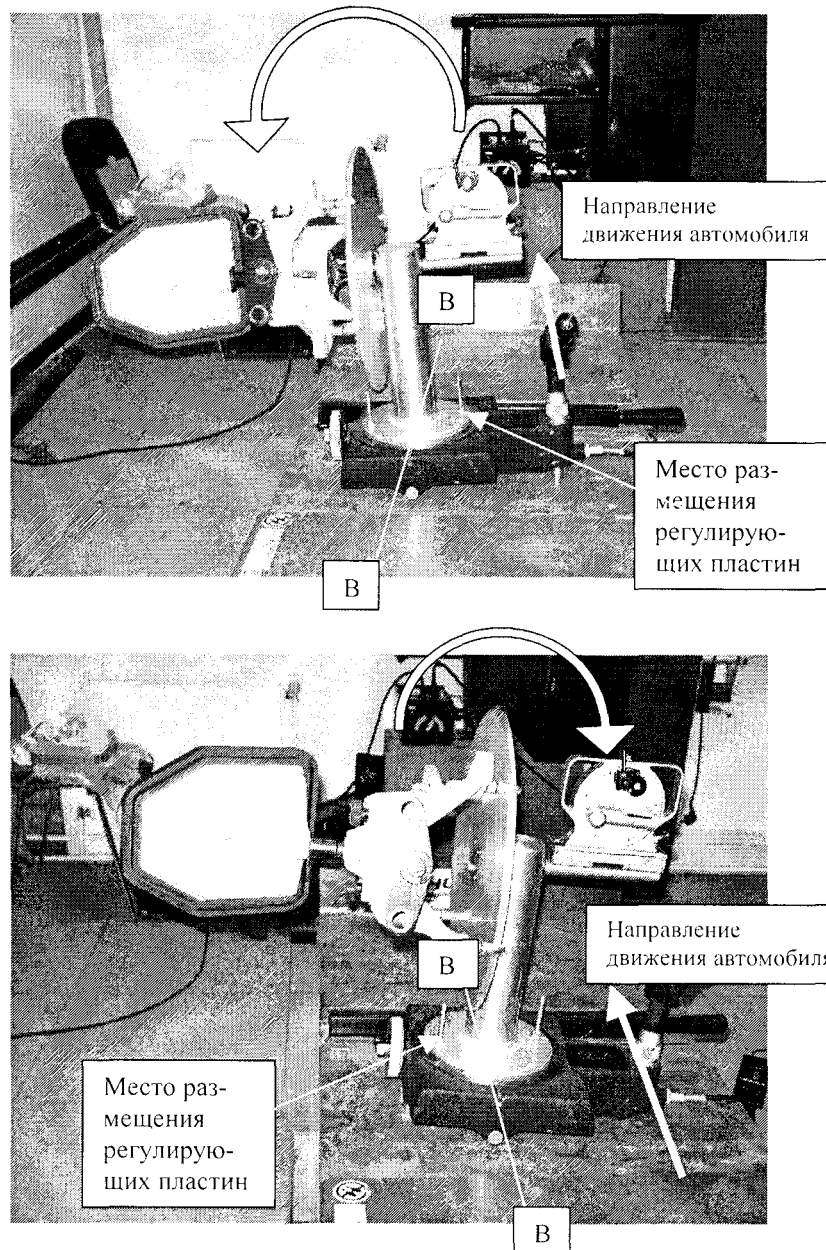 Направление
движения автомобиля
В
Место раз-
мещения
регулирую-
щих пластин
В
Направление
движения автомобиля
В
Место раз-
мещения
регулирую-
щих пластин
В